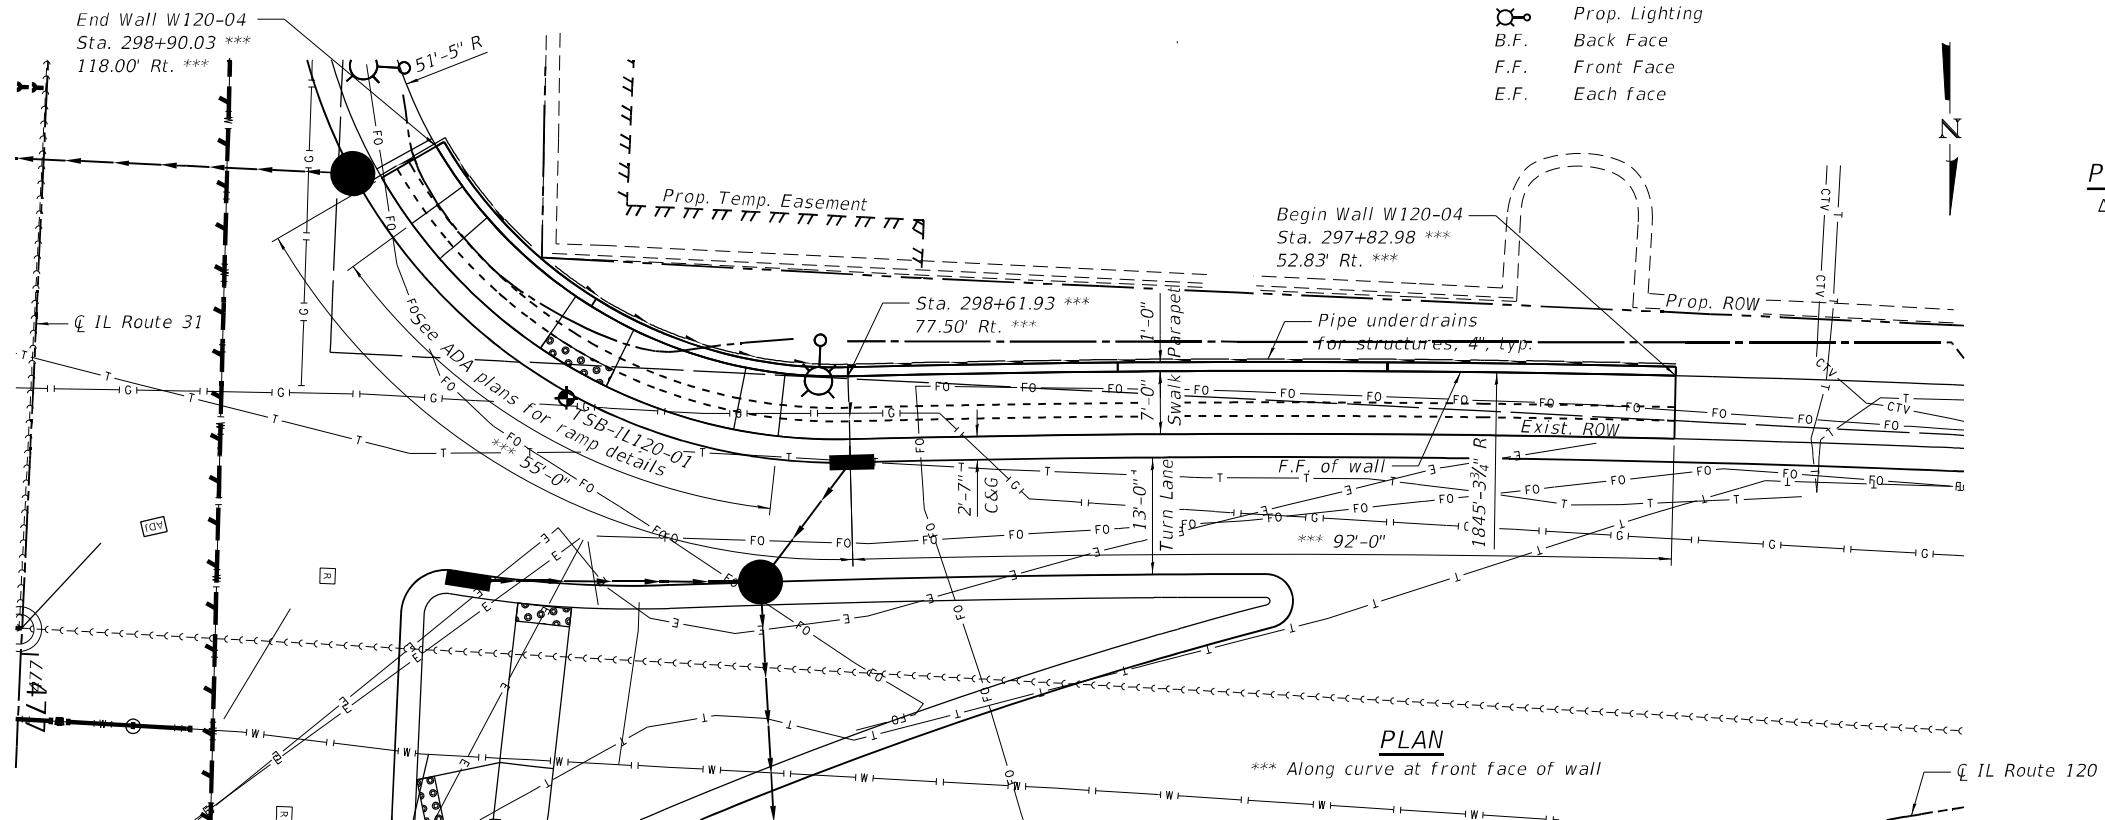 End Wall W120-04
Sta. 298+90.03 ***
118.00' Rt. ***
51'-5" R
Prop. Lighting
B.F. Back Face
F.F. Front Face
E.F. Each face
N
Prop. Temp. Easement
Begin Wall W120-04
Sta. 297+82.98 ***
52.83' Rt. ***
℄ IL Route 31
Sta. 298+61.93 ***
77.50' Rt. ***
1'-0"
Parapet
Pipe underdrains
for structures, 4", typ.
Prop. ROW
7'-0"
Swalk
Exist. ROW
F.F. of wall
See ADA plans for
ramp details
TSB-IL120-01
*** 55'-0"
2'-7"
C&G
13'-0"
Turn Lane
1845'-3¾" R
*** 92'-0"
ADJ
R
R
477
PLAN
*** Along curve at front face of wall
℄ IL Route 120
FO
G
T
E
W
CTV